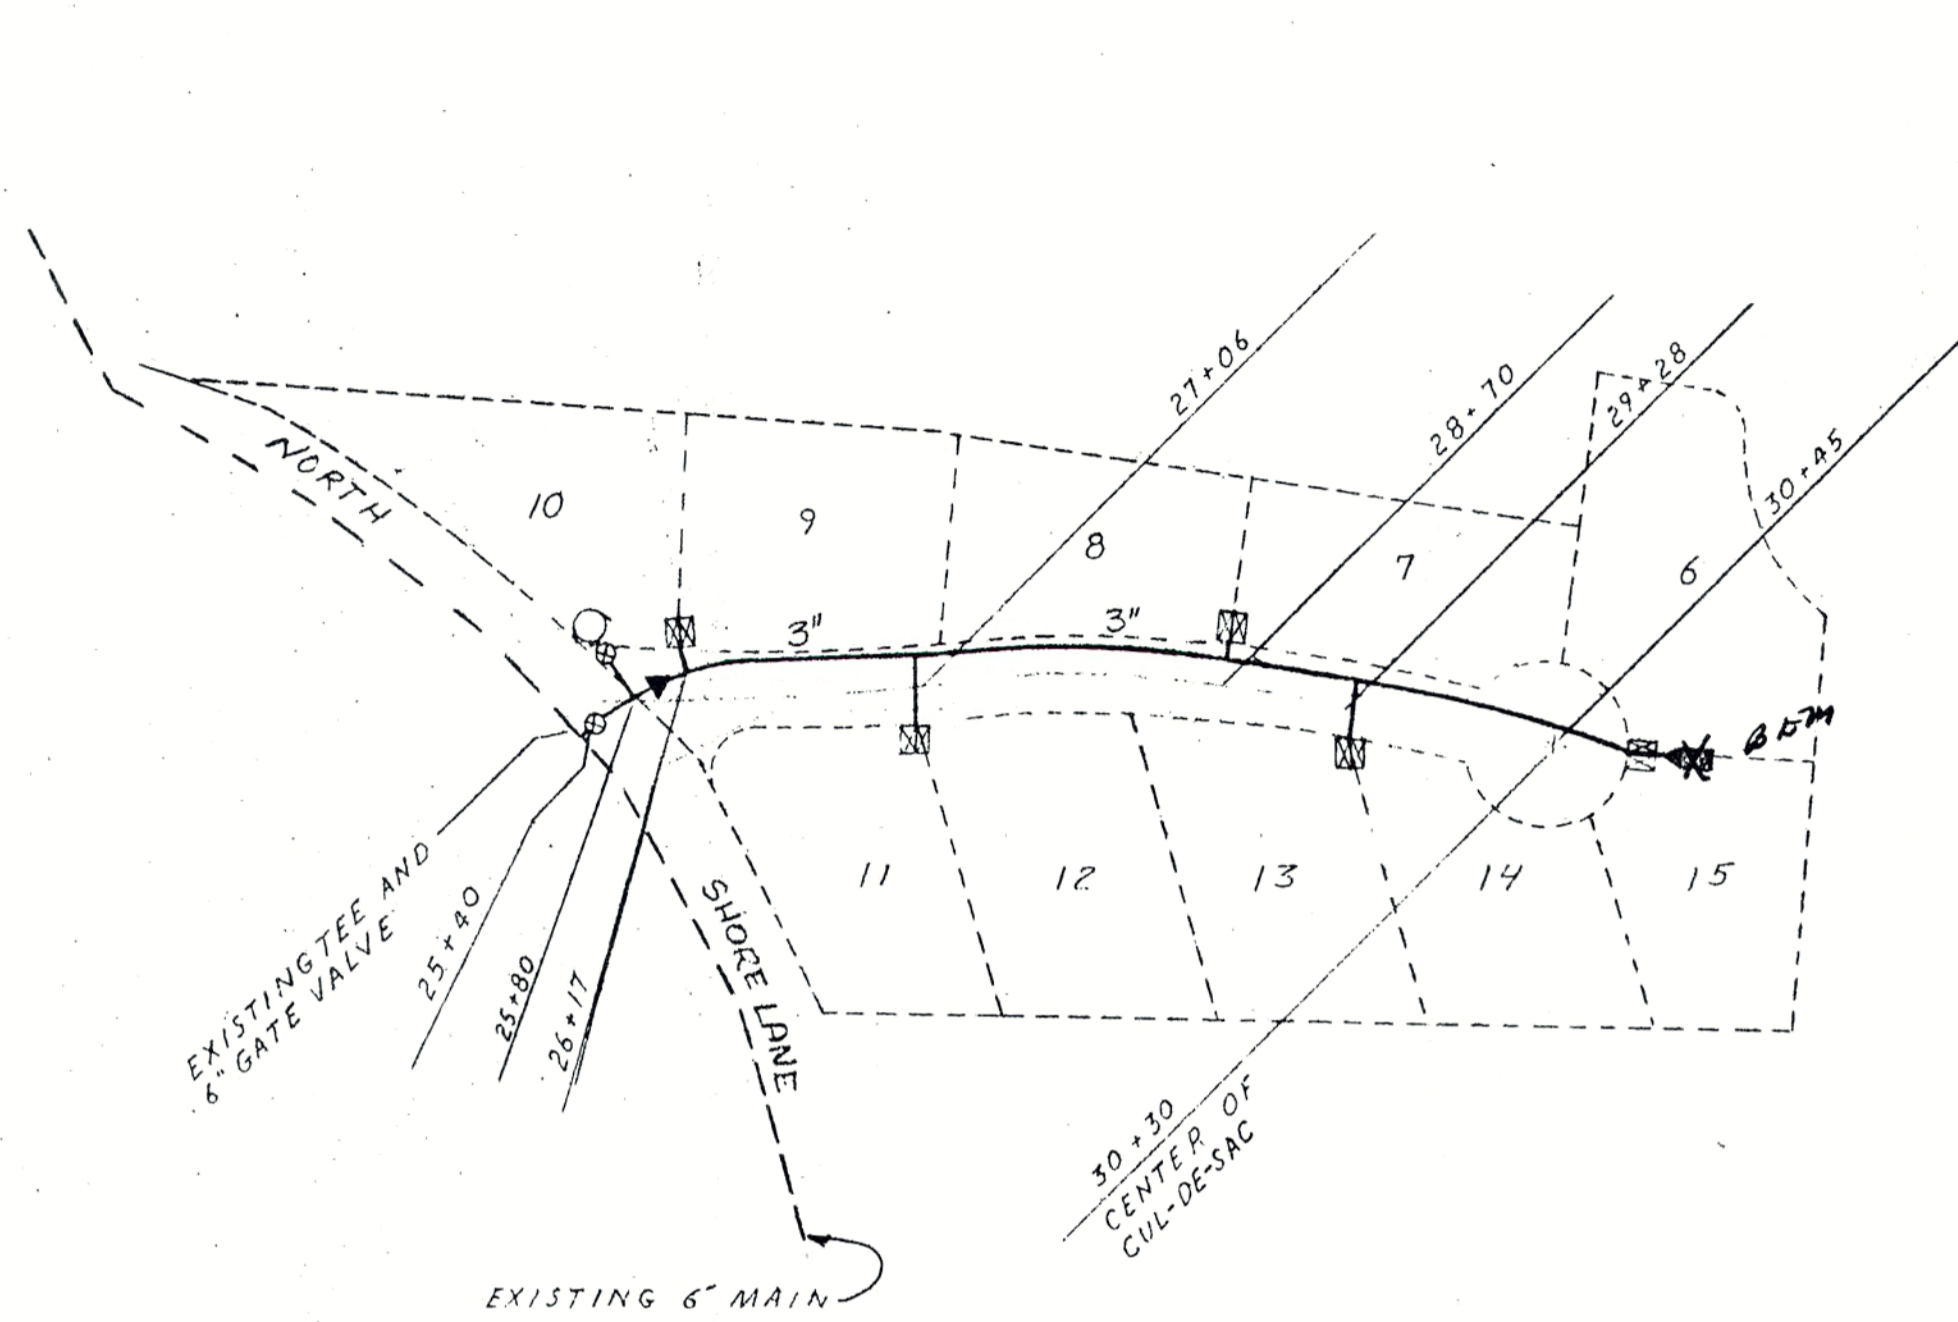 27+06
28+70
29+28
30+45
NORTH
10
9
8
7
6
3"
3"
11
12
13
14
15
EXISTING TEE AND
6" GATE VALVE
25+40
25+80
26+17
SHORE LANE
30+30
CENTER OF
CUL-DE-SAC
EXISTING 6" MAIN